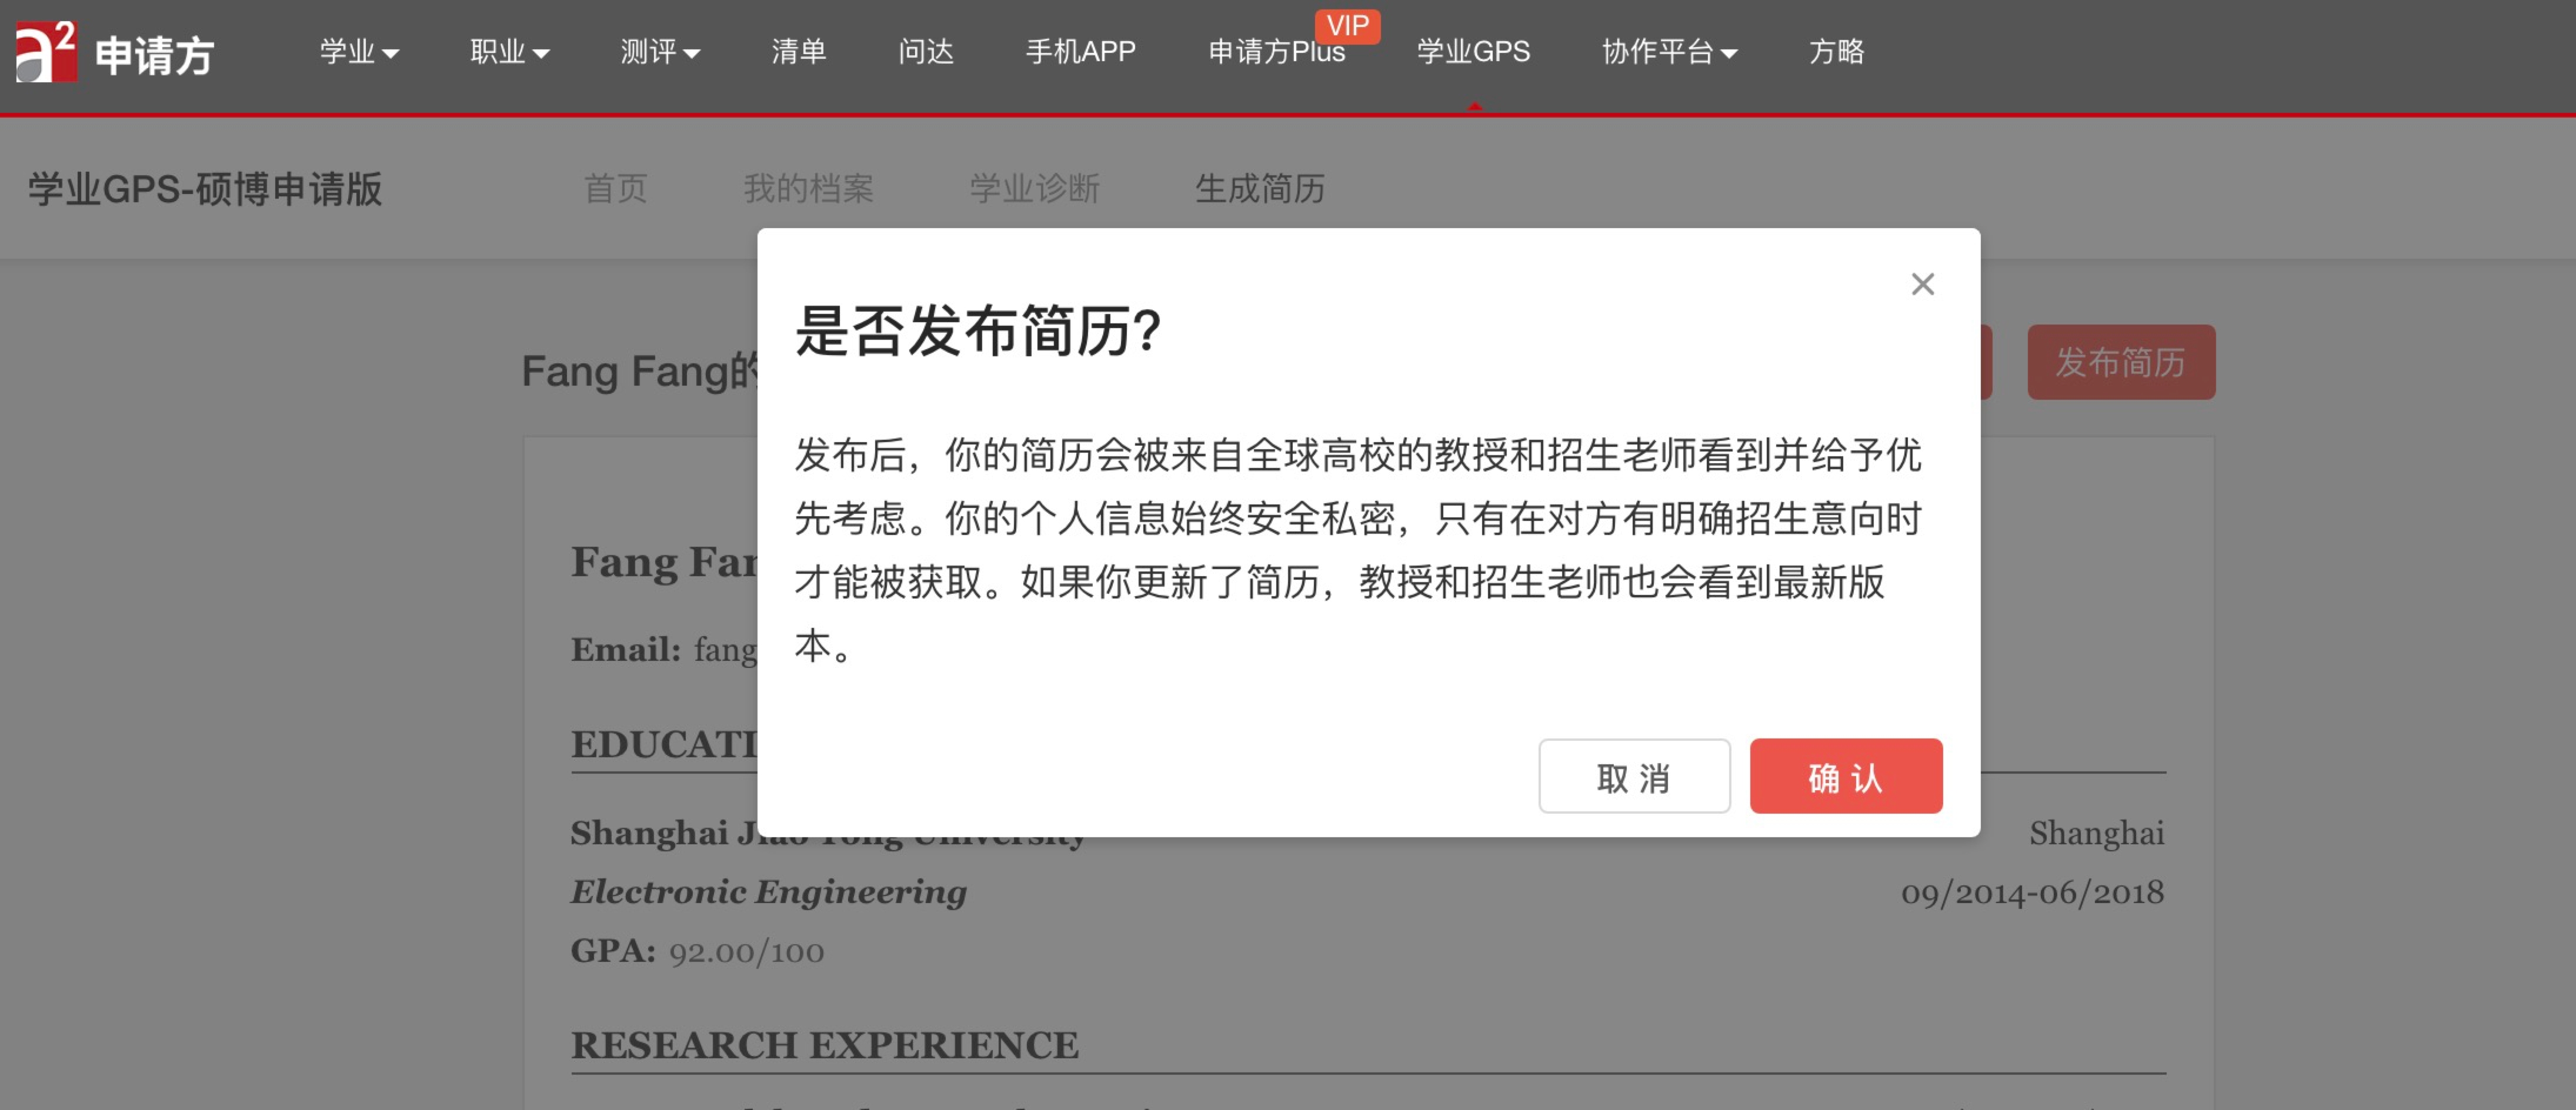 a2 申请方 学业 职业 测评 清单 问达 手机APP 申请方Plus VIP 学业GPS 协作平台 方略
学业GPS-硕博申请版 首页 我的档案 学业诊断 生成简历
是否发布简历?
Fang Fang的 发布简历
发布后，你的简历会被来自全球高校的教授和招生老师看到并给予优
先考虑。你的个人信息始终安全私密，只有在对方有明确招生意向时
才能被获取。如果你更新了简历，教授和招生老师也会看到最新版
本。
取 消 确 认
Fang
Email: fang
Shanghai Jiao Tong University Shanghai
Electronic Engineering 09/2014-06/2018
GPA: 92.00/100
RESEARCH EXPERIENCE